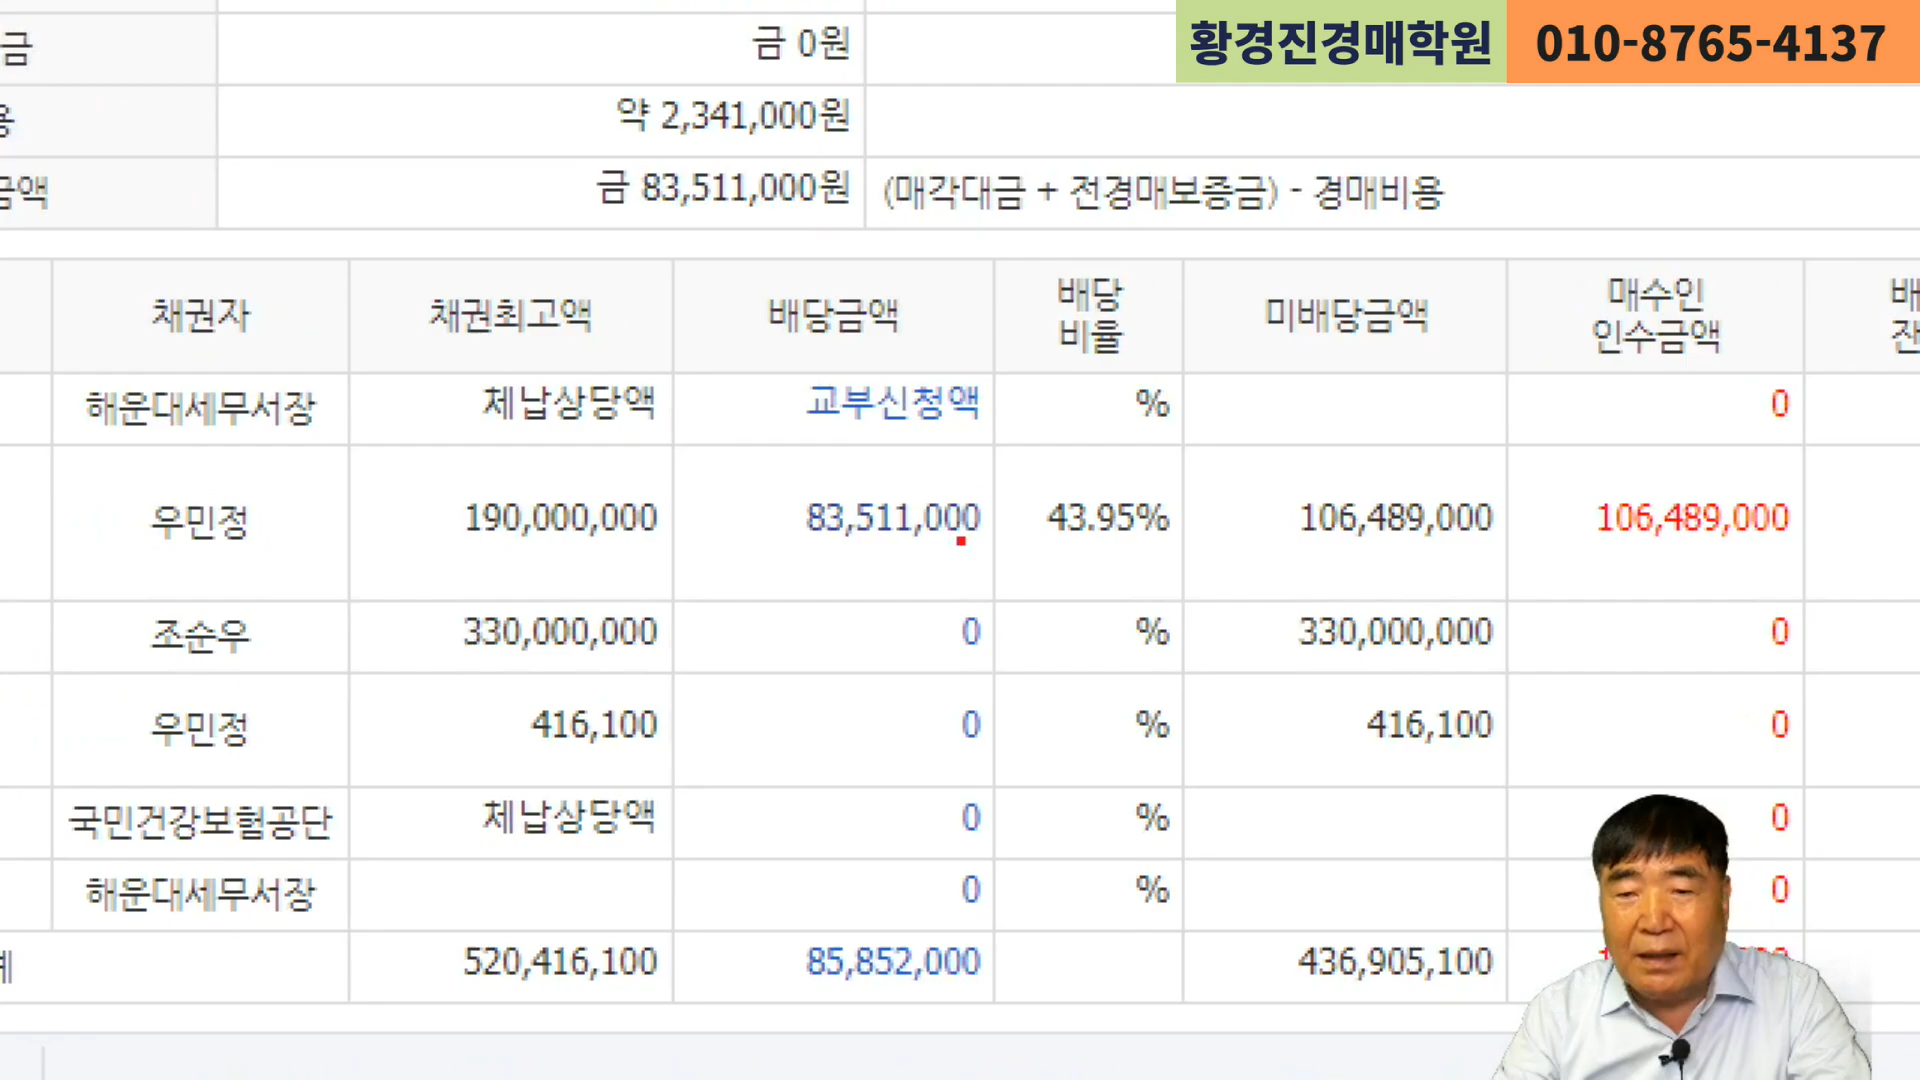 황경진경매학원 010-8765-4137
금 금 0원
용 약 2,341,000원
금액 금 83,511,000원 (매각대금 + 전경매보증금) - 경매비용
채권자 채권최고액 배당금액 배당 비율 미배당금액 매수인 인수금액
해운대세무서장 체납상당액 교부신청액 % 0
우민정 190,000,000 83,511,000 43.95% 106,489,000 106,489,000
조순우 330,000,000 0 % 330,000,000 0
우민정 416,100 0 % 416,100 0
국민건강보험공단 체납상당액 0 % 0
해운대세무서장 0 % 0
520,416,100 85,852,000 436,905,100